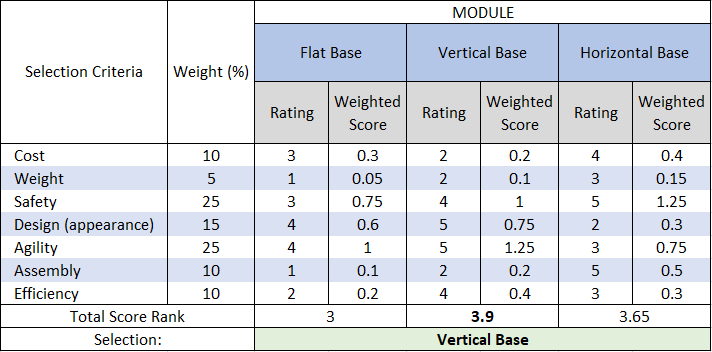 MODULE
Selection Criteria Weight (%) Flat Base Vertical Base Horizontal Base
Rating Weighted Score Rating Weighted Score Rating Weighted Score
Cost 10 3 0.3 2 0.2 4 0.4
Weight 5 1 0.05 2 0.1 3 0.15
Safety 25 3 0.75 4 1 5 1.25
Design (appearance) 15 4 0.6 5 0.75 2 0.3
Agility 25 4 1 5 1.25 3 0.75
Assembly 10 1 0.1 2 0.2 5 0.5
Efficiency 10 2 0.2 4 0.4 3 0.3
Total Score Rank 3 3.9 3.65
Selection: Vertical Base